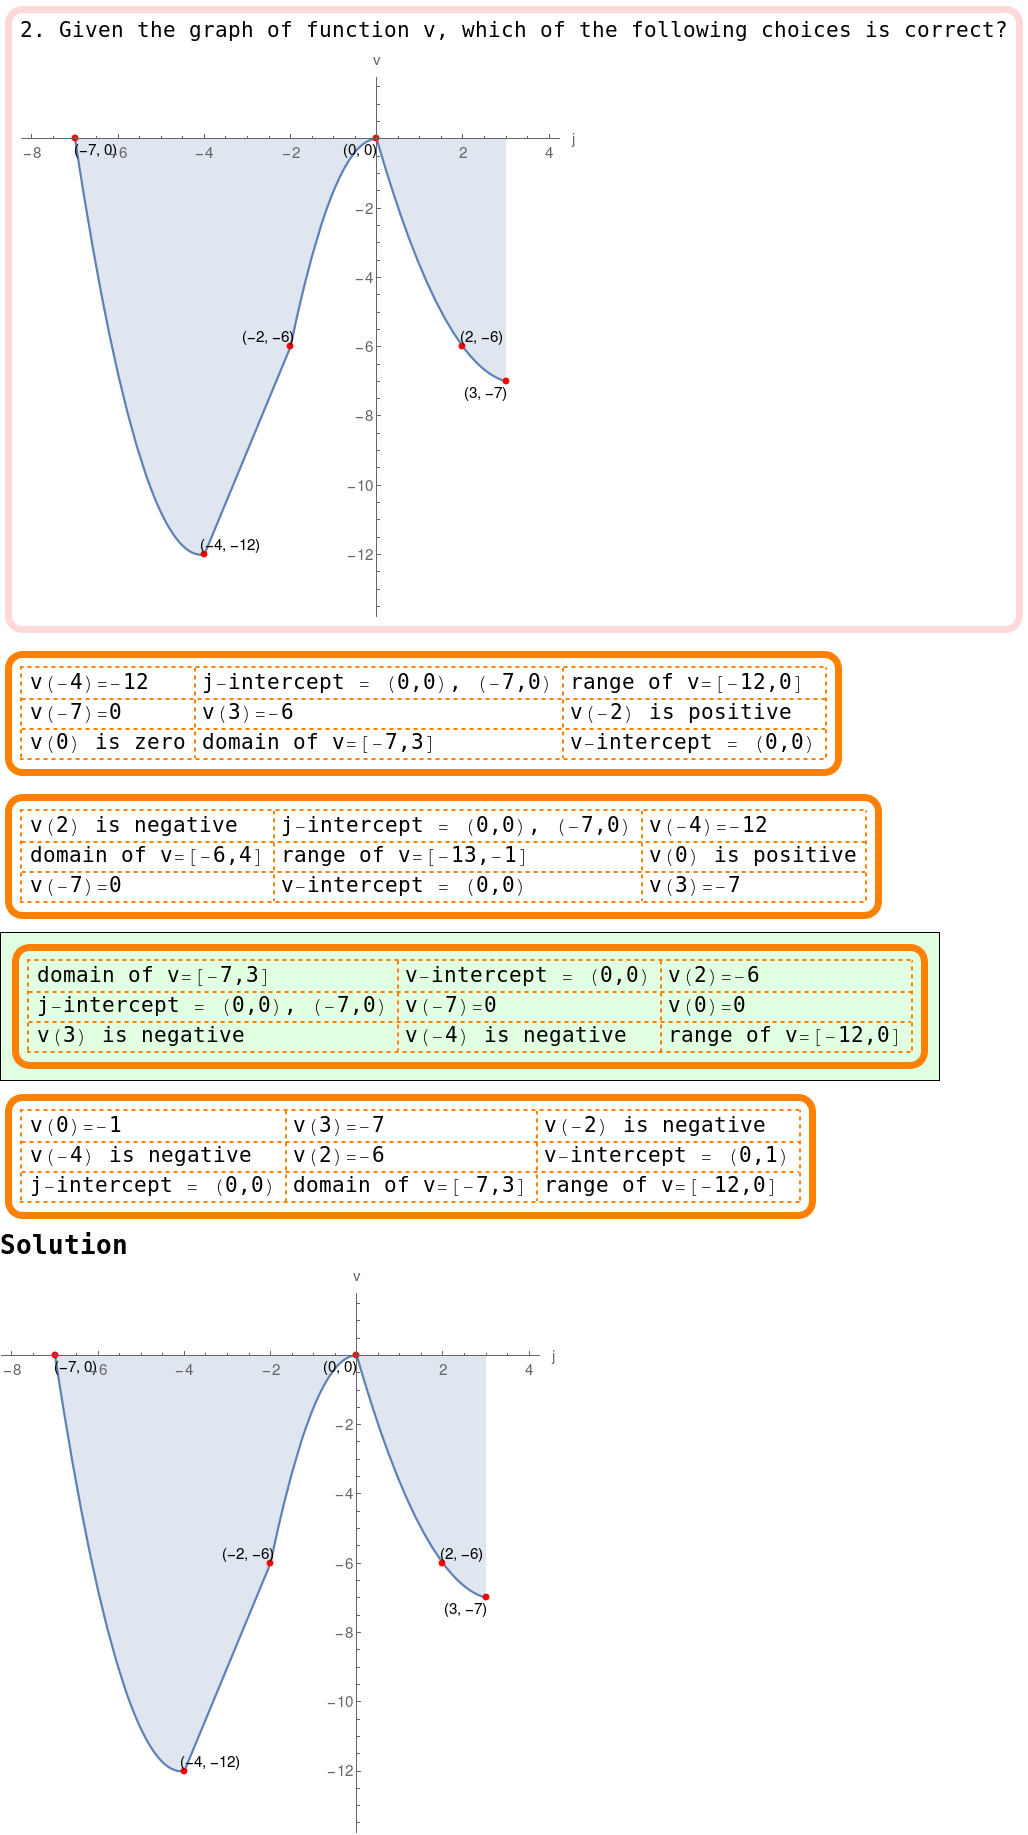 2. Given the graph of function v, which of the following choices is correct?
v
j
−8 (−7, 0) −6 −4 −2 (0, 0) 2 4
−2
−4
(−2, −6) −6 (2, −6)
(3, −7)
−8
−10
(−4, −12) −12
v(−4)=−12 j-intercept = (0,0), (−7,0) range of v=[−12,0]
v(−7)=0 v(3)=−6 v(−2) is positive
v(0) is zero domain of v=[−7,3] v-intercept = (0,0)
v(2) is negative j-intercept = (0,0), (−7,0) v(−4)=−12
domain of v=[−6,4] range of v=[−13,−1] v(0) is positive
v(−7)=0 v-intercept = (0,0) v(3)=−7
domain of v=[−7,3] v-intercept = (0,0) v(2)=−6
j-intercept = (0,0), (−7,0) v(−7)=0 v(0)=0
v(3) is negative v(−4) is negative range of v=[−12,0]
v(0)=−1 v(3)=−7 v(−2) is negative
v(−4) is negative v(2)=−6 v-intercept = (0,1)
j-intercept = (0,0) domain of v=[−7,3] range of v=[−12,0]
Solution
v
j
−8 (−7, 0) −6 −4 −2 (0, 0) 2 4
−2
−4
(−2, −6) −6 (2, −6)
(3, −7)
−8
−10
(−4, −12) −12